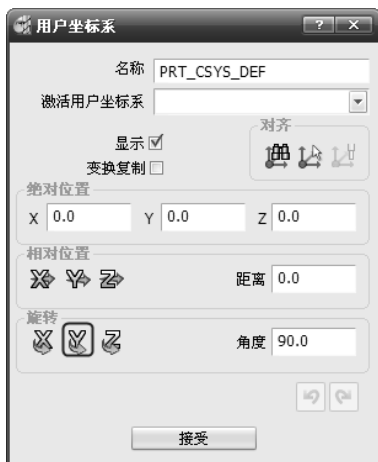 用户坐标系
名称 PRT_CSYS_DEF
激活用户坐标系
显示
对齐
变换复制
绝对位置
X 0.0 Y 0.0 Z 0.0
相对位置
X Y Z 距离 0.0
旋转
X Y Z 角度 90.0
接受